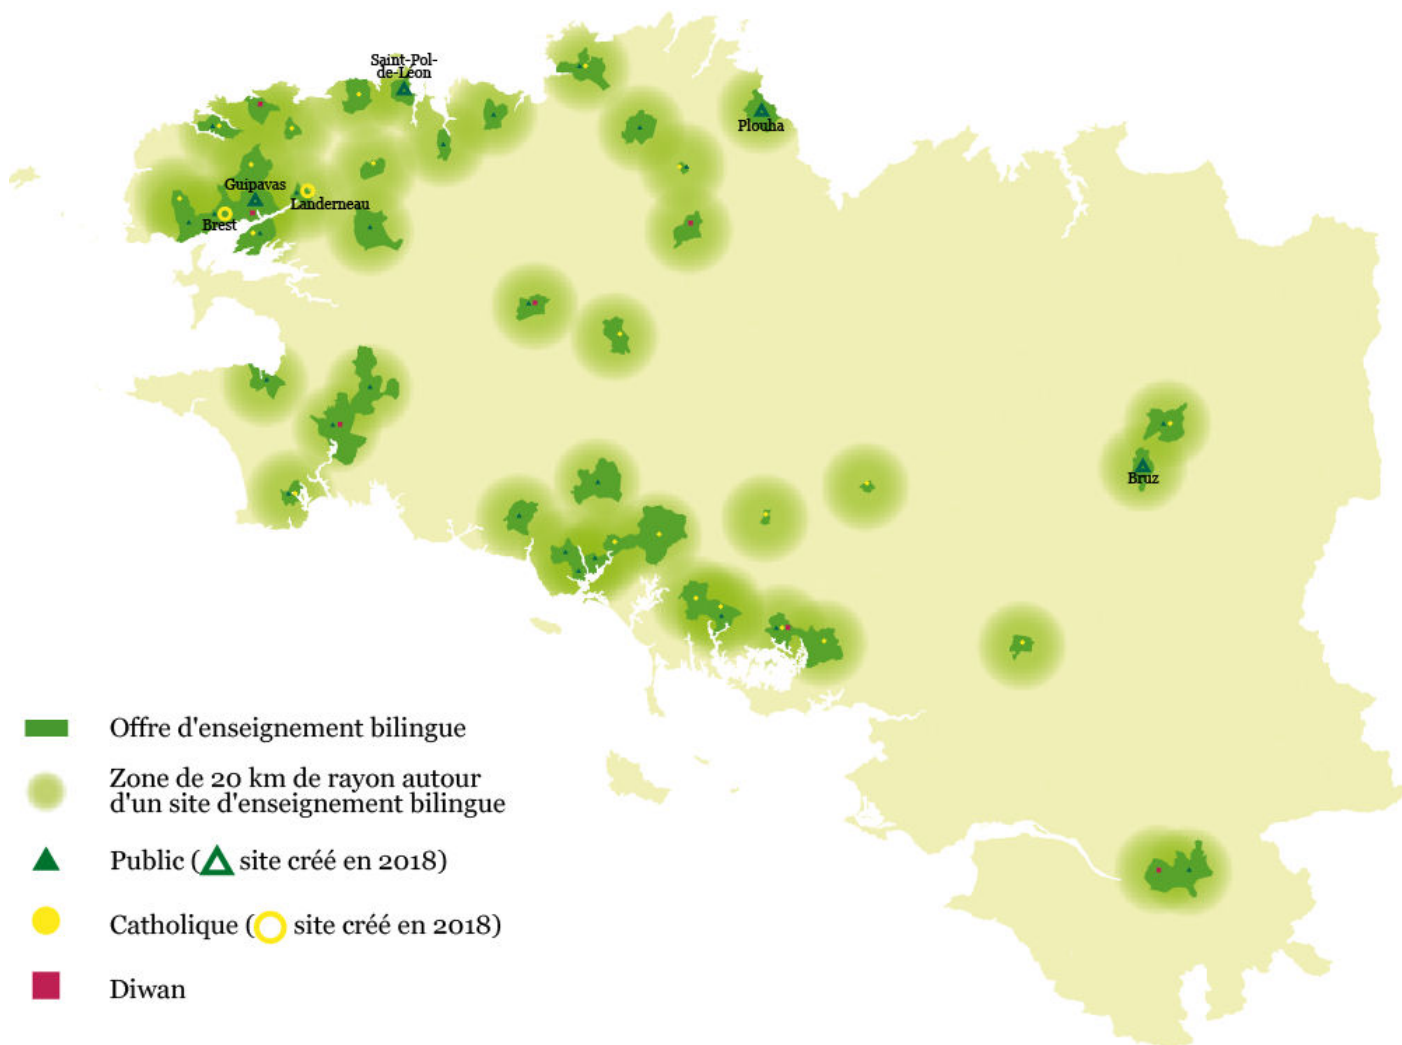 Saint-Pol-
de-Léon
Plouha
Guipavas
Landerneau
Brest
Bruz
Offre d'enseignement bilingue
Zone de 20 km de rayon autour
d'un site d'enseignement bilingue
Public ( site créé en 2018)
Catholique ( site créé en 2018)
Diwan